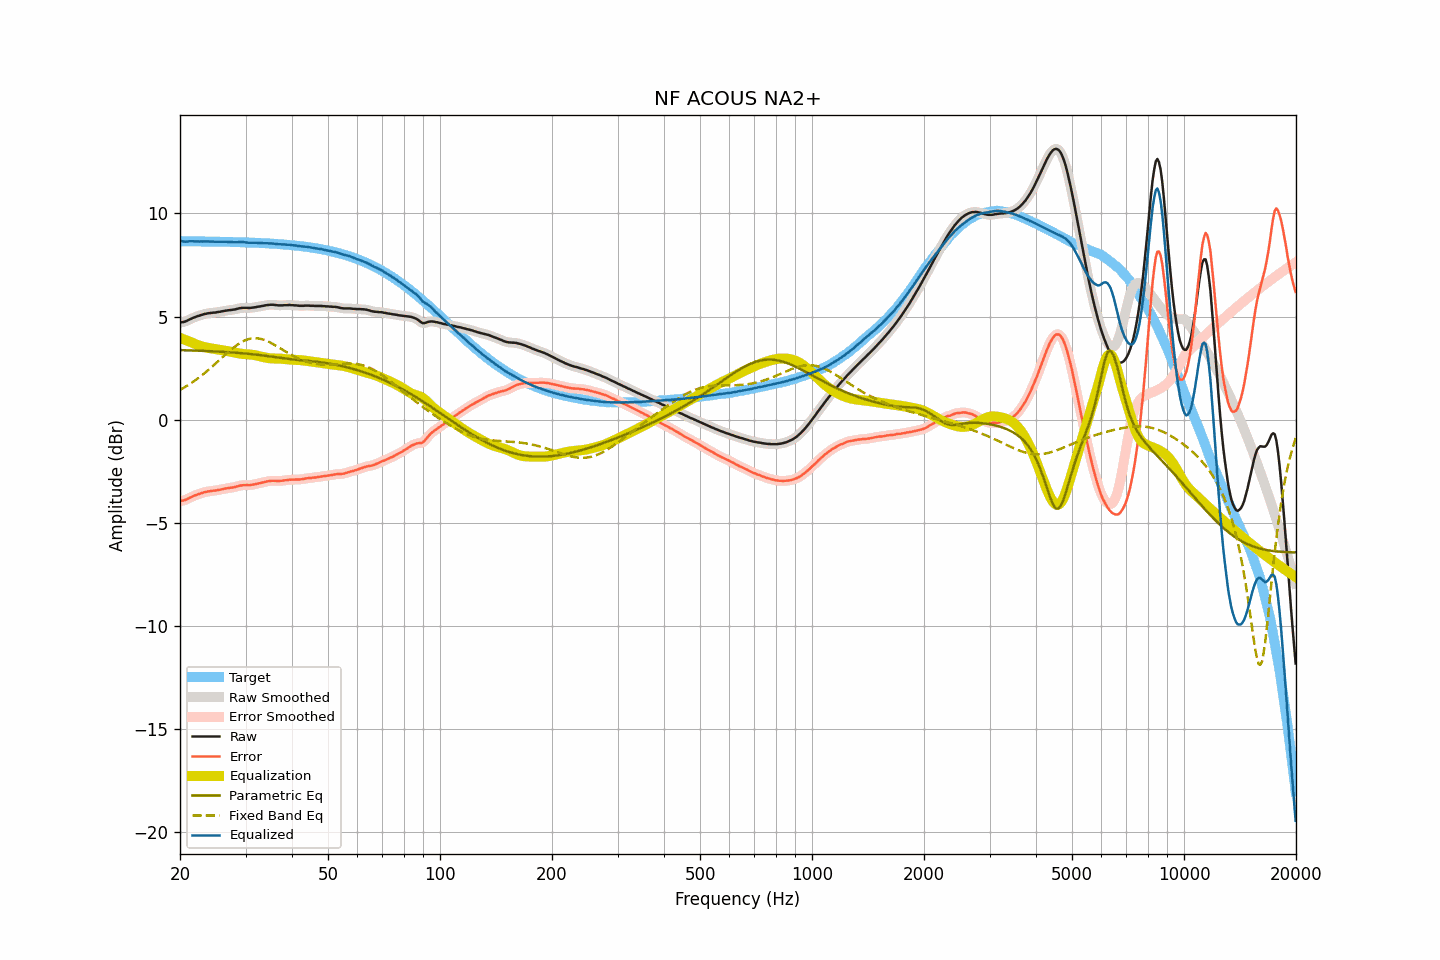 NF ACOUS NA2+
10
5
0
−5
−10
−15
−20
Amplitude (dBr)
Target
Raw Smoothed
Error Smoothed
Raw
Error
Equalization
Parametric Eq
Fixed Band Eq
Equalized
20 50 100 200 500 1000 2000 5000 10000 20000
Frequency (Hz)